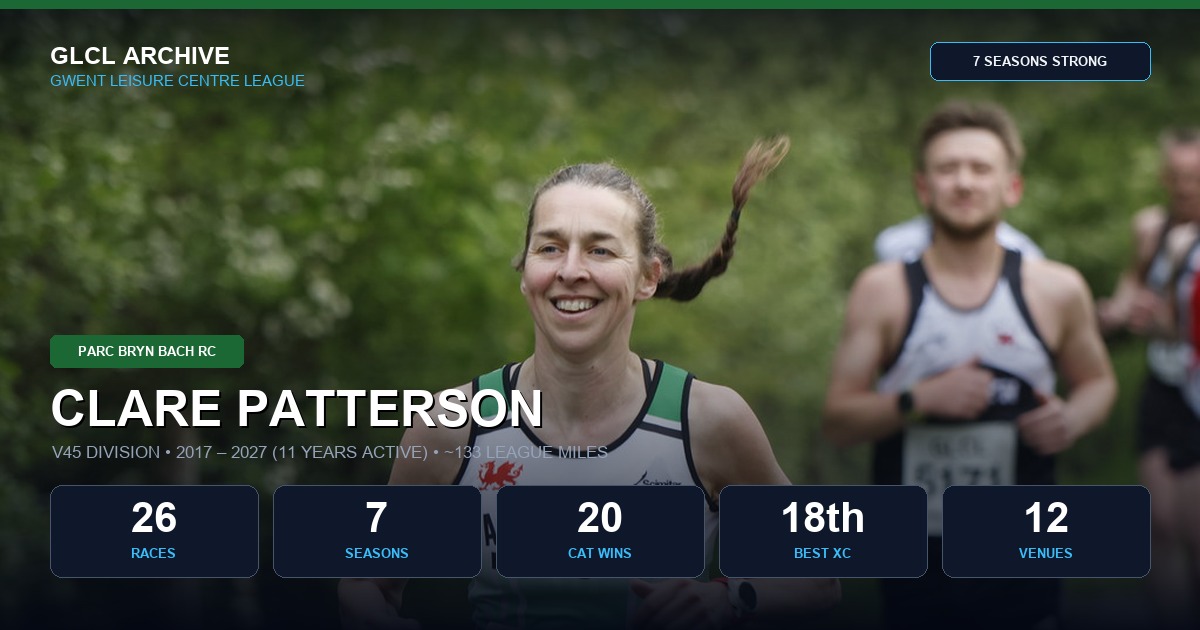 GLCL ARCHIVE
GWENT LEISURE CENTRE LEAGUE
7 SEASONS STRONG
PARC BRYN BACH RC
CLARE PATTERSON
V45 DIVISION • 2017 – 2027 (11 YEARS ACTIVE) • ~133 LEAGUE MILES
Scimitar
26
RACES
7
SEASONS
20
CAT WINS
18th
BEST XC
12
VENUES